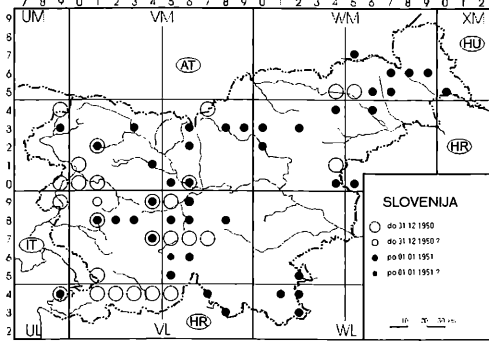 7 8 9 0 1 2 3 4 5 6 7 8 9 0 1 2 3 4 5 6 7 8 9 0 1 2
9 UM VM WM XM
8 HU
7 AT
6
5
4
3
2 HR
1
0
9 SLOVENIJA
8 do 31 12 1950
7 IT do 31 12 1950 ?
6 po 01 01 1951
5 po 01 01 1951 ?
4
3 HR 10 20 30
2 UL VL WL